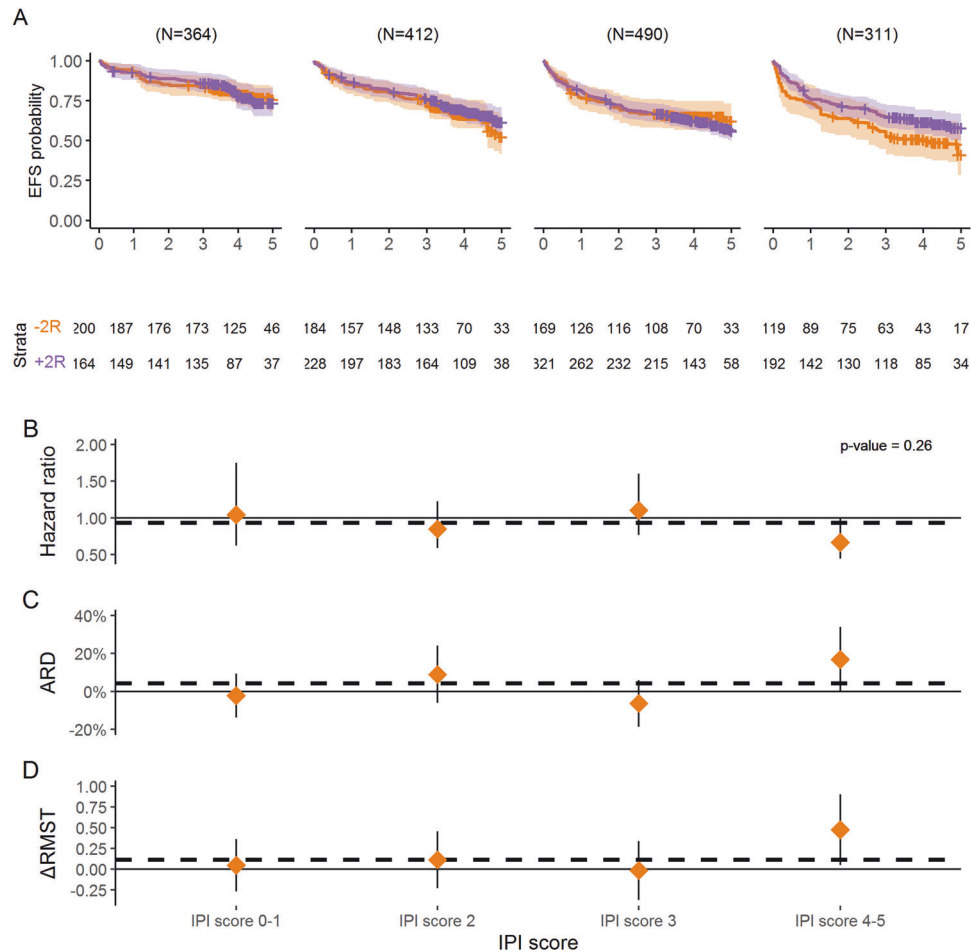 A
(N=364) (N=412) (N=490) (N=311)
EFS probability
1.00
0.75
0.50
0.25
0.00
0 1 2 3 4 5 0 1 2 3 4 5 0 1 2 3 4 5 0 1 2 3 4 5
Strata
-2R 200 187 176 173 125 46 184 157 148 133 70 33 169 126 116 108 70 33 119 89 75 63 43 17
+2R 164 149 141 135 87 37 228 197 183 164 109 38 321 262 232 215 143 58 192 142 130 118 85 34
B
Hazard ratio
2.00
1.50
1.00
0.50
p-value = 0.26
C
ARD
40%
20%
0%
-20%
D
ΔRMST
1.00
0.75
0.50
0.25
0.00
-0.25
IPI score 0-1 IPI score 2 IPI score 3 IPI score 4-5
IPI score